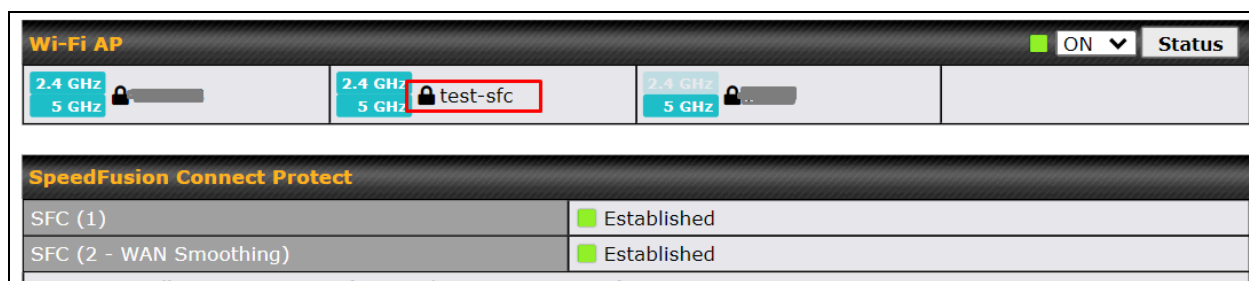 Wi-Fi AP
ON
Status
2.4 GHz
5 GHz
2.4 GHz
5 GHz
test-sfc
2.4 GHz
5 GHz
SpeedFusion Connect Protect
SFC (1)
Established
SFC (2 - WAN Smoothing)
Established